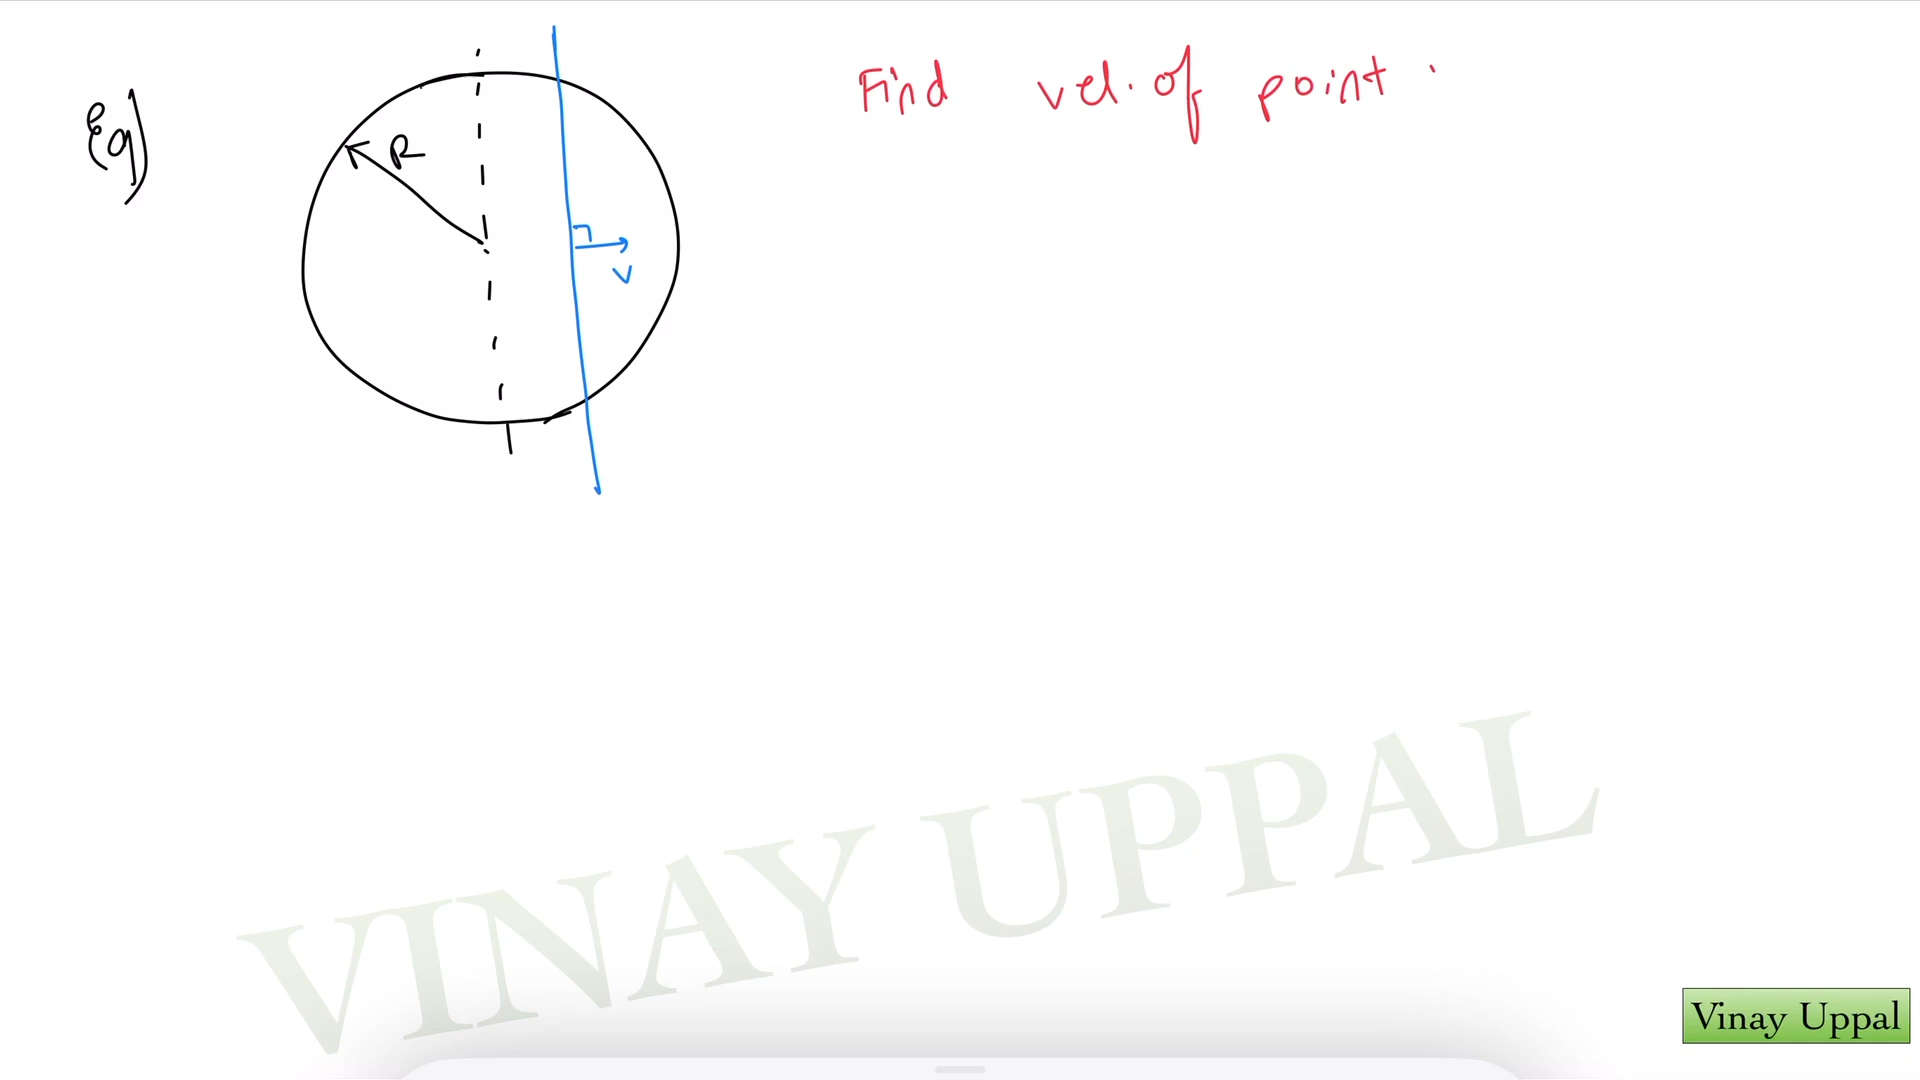 Eg)
R
v
Find vel. of point.
VINAY UPPAL
Vinay Uppal